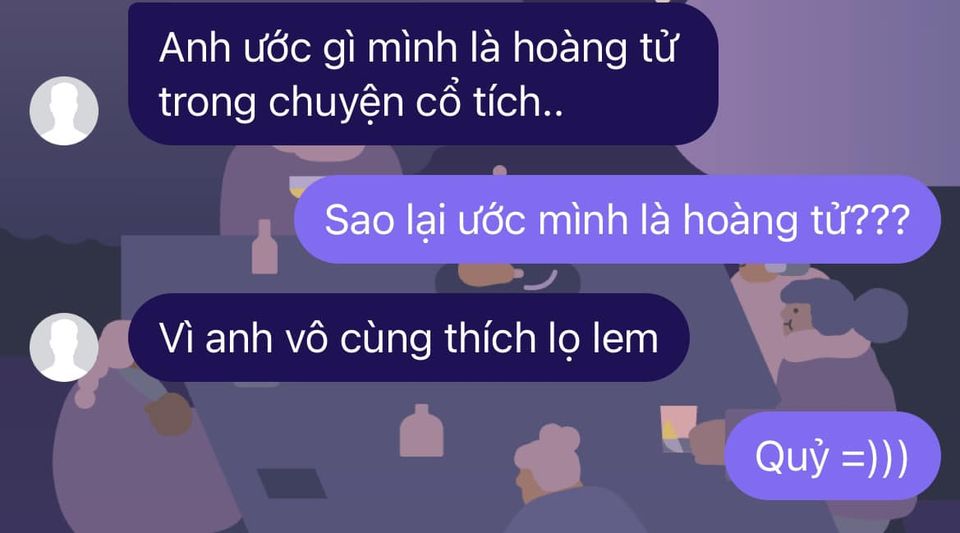 Anh ước gì mình là hoàng tử
trong chuyện cổ tích..
Sao lại ước mình là hoàng tử???
Vì anh vô cùng thích lọ lem
Quỷ =)))